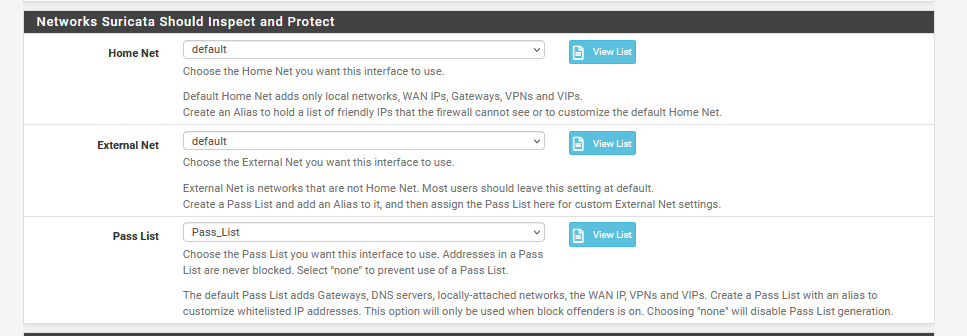 Networks Suricata Should Inspect and Protect
Home Net
default
View List
Choose the Home Net you want this interface to use.
Default Home Net adds only local networks, WAN IPs, Gateways, VPNs and VIPs.
Create an Alias to hold a list of friendly IPs that the firewall cannot see or to customize the default Home Net.
External Net
default
View List
Choose the External Net you want this interface to use.
External Net is networks that are not Home Net. Most users should leave this setting at default.
Create a Pass List and add an Alias to it, and then assign the Pass List here for custom External Net settings.
Pass List
Pass_List
View List
Choose the Pass List you want this interface to use. Addresses in a Pass
List are never blocked. Select "none" to prevent use of a Pass List.
The default Pass List adds Gateways, DNS servers, locally-attached networks, the WAN IP, VPNs and VIPs. Create a Pass List with an alias to
customize whitelisted IP addresses. This option will only be used when block offenders is on. Choosing "none" will disable Pass List generation.